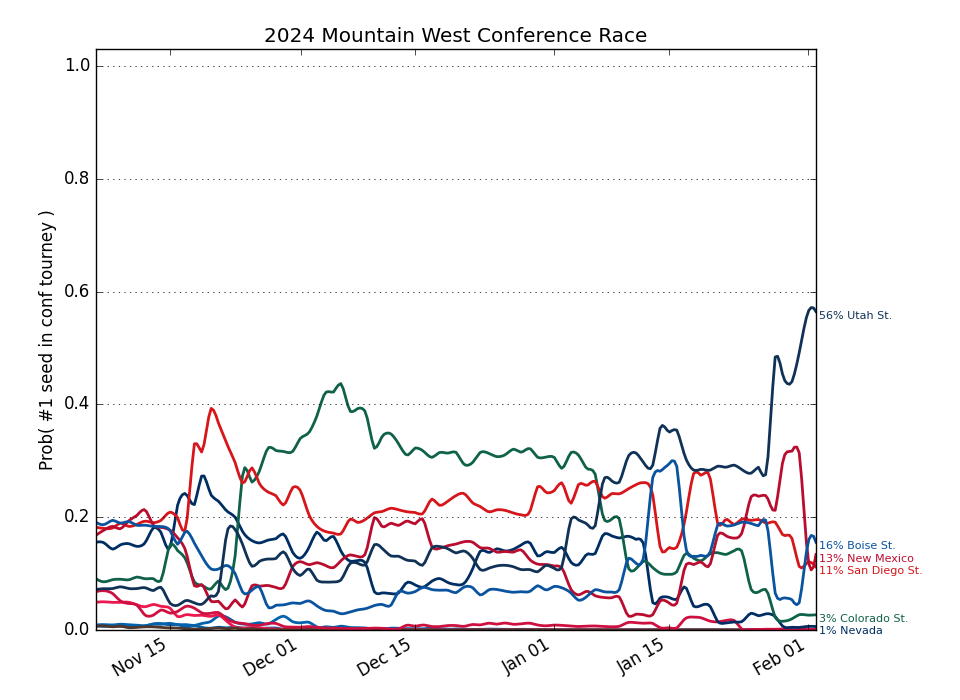 2024 Mountain West Conference Race
Prob( #1 seed in conf tourney )
1.0
0.8
0.6
0.4
0.2
0.0
56% Utah St.
16% Boise St.
13% New Mexico
11% San Diego St.
3% Colorado St.
1% Nevada
Nov 15
Dec 01
Dec 15
Jan 01
Jan 15
Feb 01